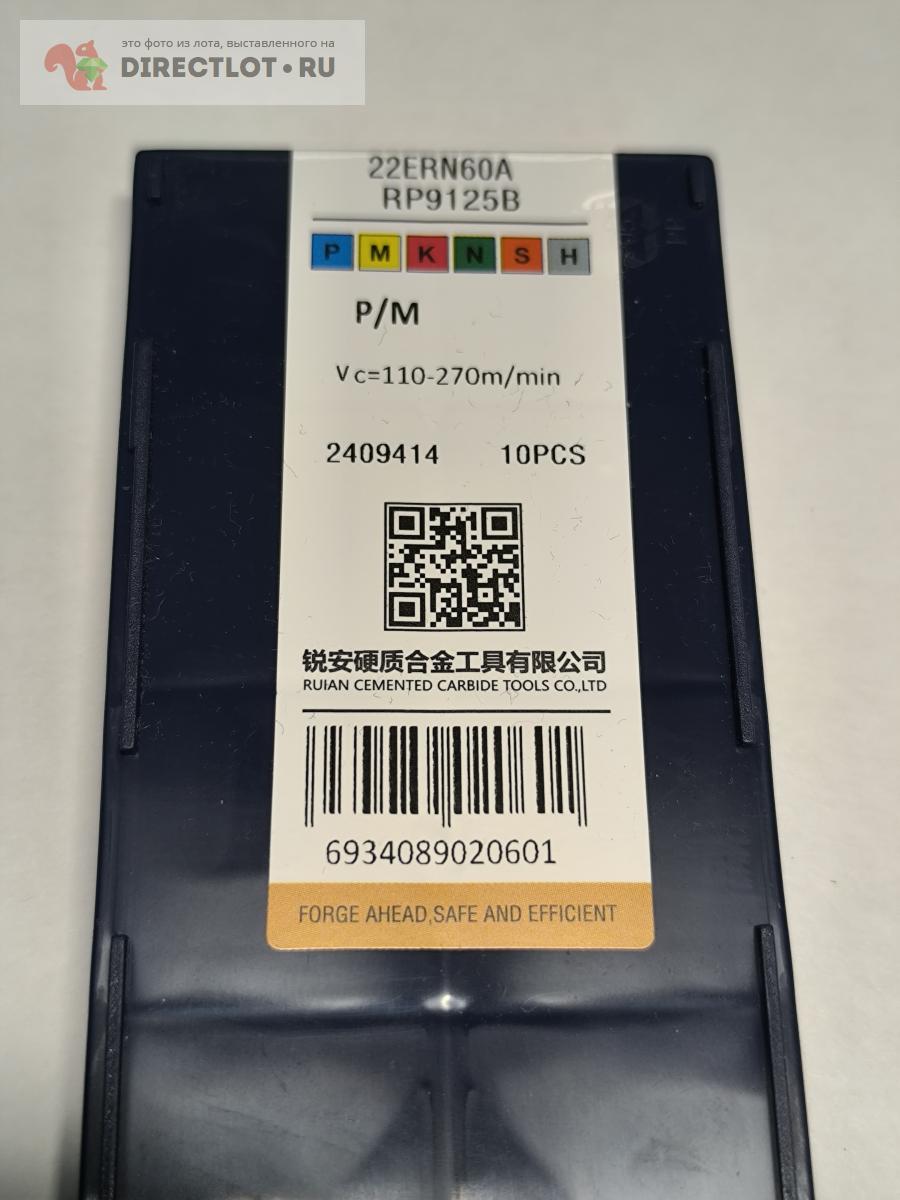 это фото из лота, выставленного на
DIRECTLOT•RU
22ERN60A
RP9125B
P M K N S H
P/M
Vc=110-270m/min
2409414 10PCS
锐安硬质合金工具有限公司
RUIAN CEMENTED CARBIDE TOOLS CO.,LTD
6934089020601
FORGE AHEAD,SAFE AND EFFICIENT